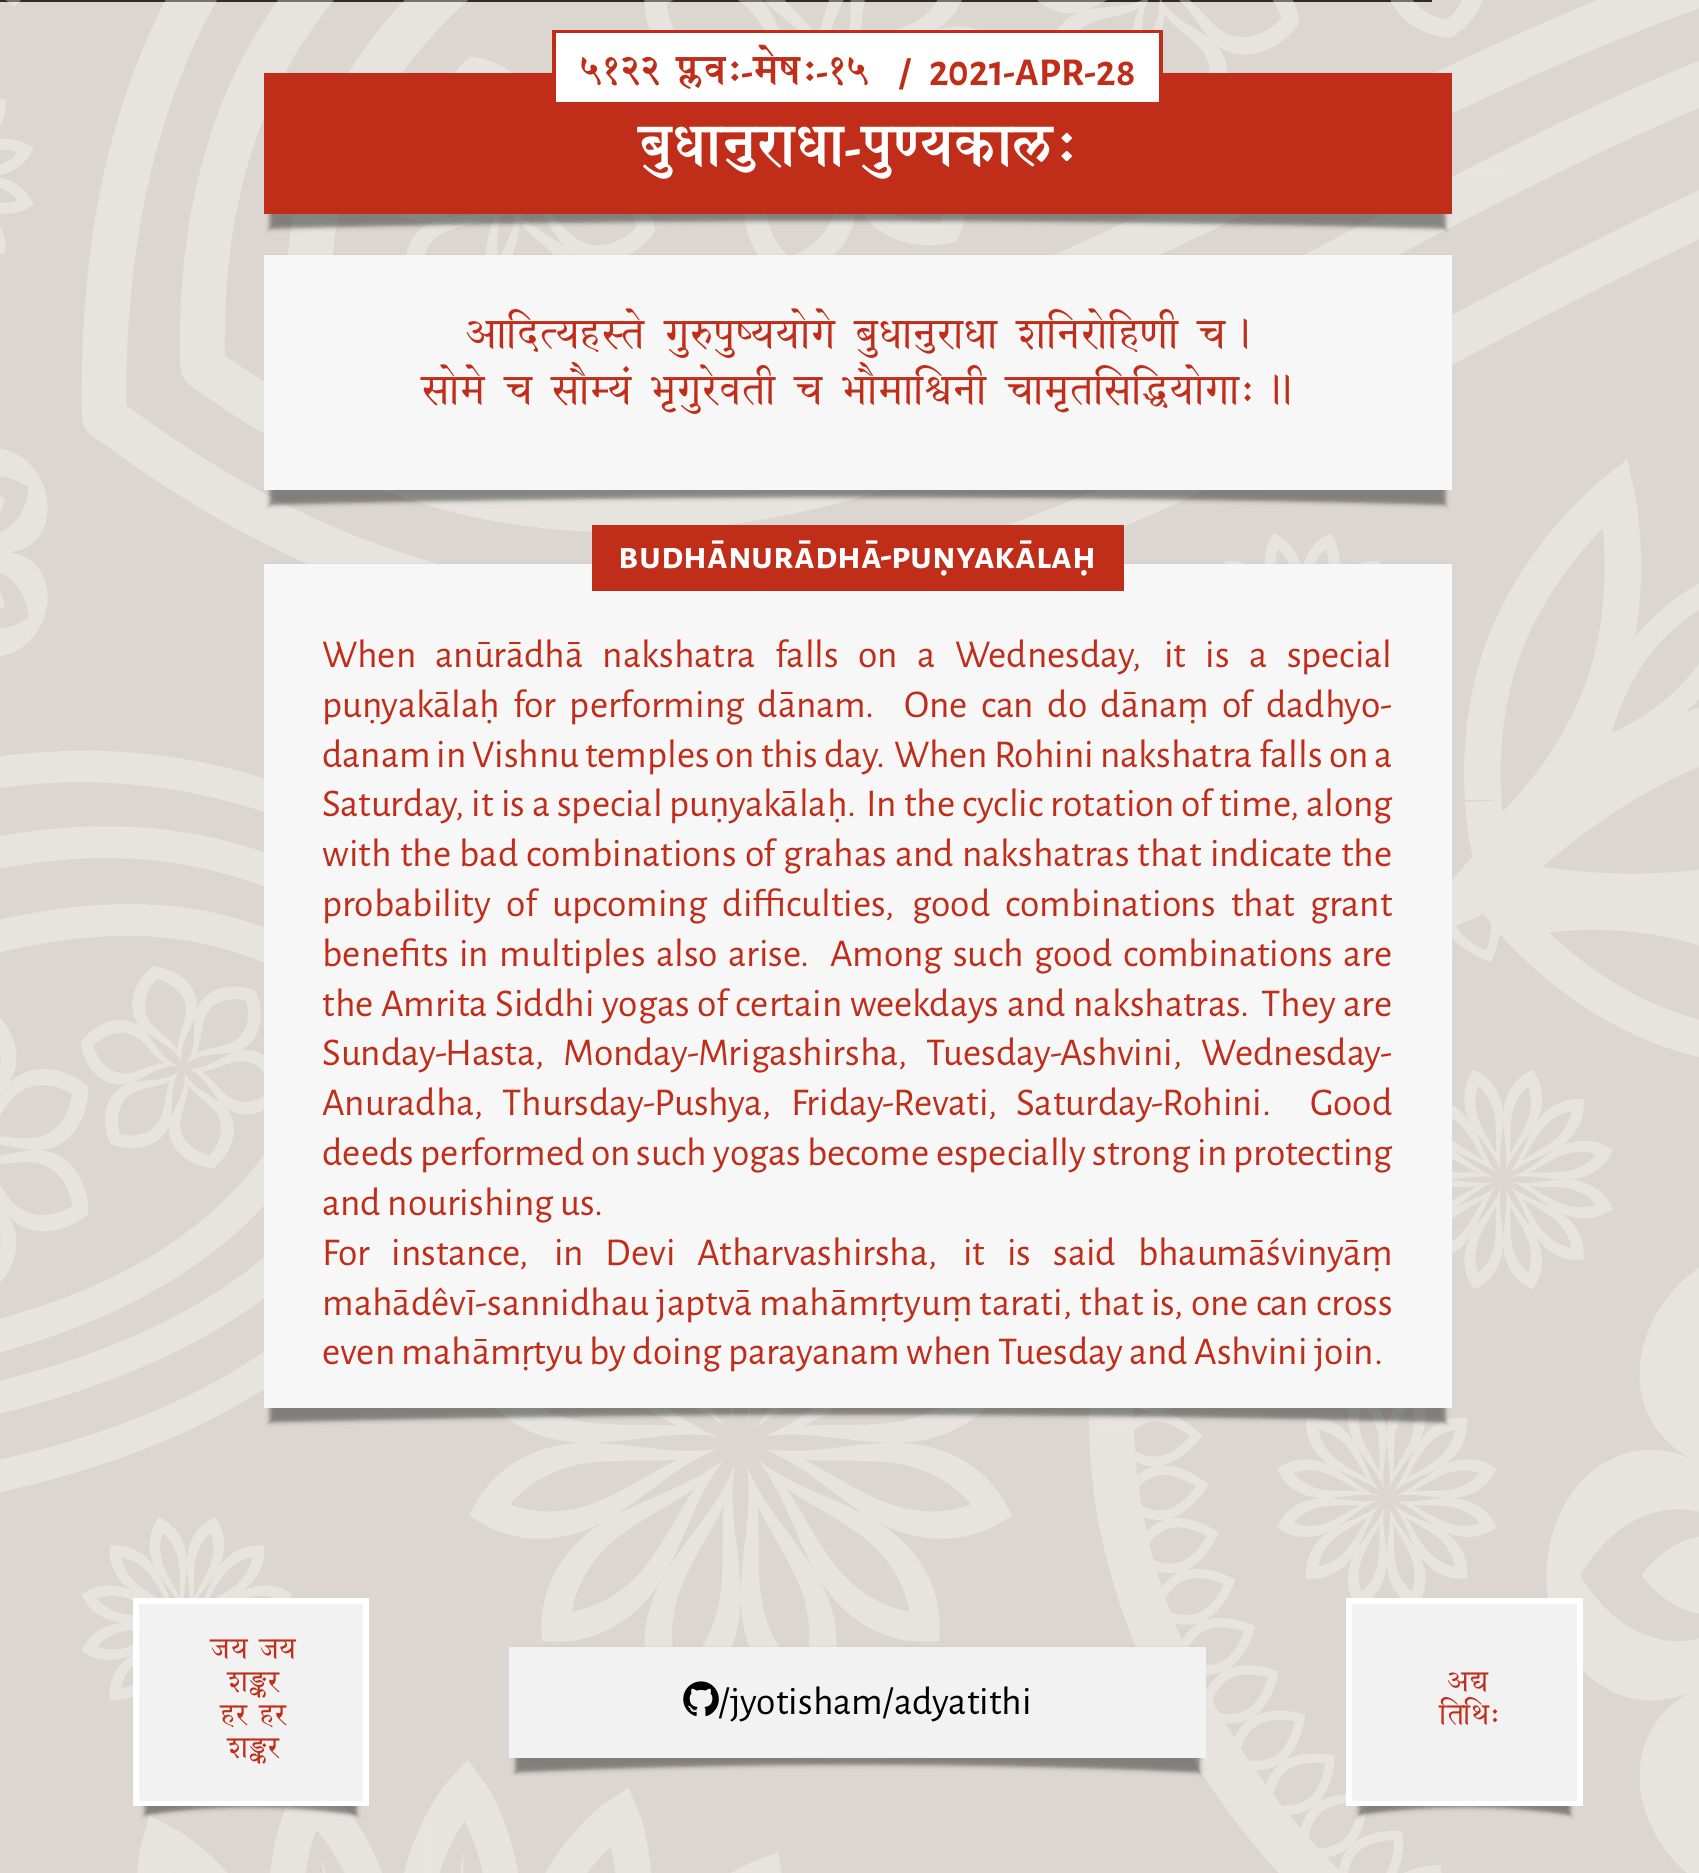 ५१२२ प्लवः-मेषः-१५ / 2021-APR-28
बुधानुराधा-पुण्यकालः
आदित्यहस्ते गुरुपुष्ययोगे बुधानुराधा शनिरोहिणी च।
सोमे च सौम्यं भृगुरेवती च भौमाश्विनी चामृतसिद्धियोगाः॥
BUDHĀNURĀDHĀ-PUṆYAKĀLAḤ
When anūrādhā nakshatra falls on a Wednesday, it is a special
puṇyakālaḥ for performing dānam. One can do dānaṃ of dadhyo-
danam in Vishnu temples on this day. When Rohini nakshatra falls on a
Saturday, it is a special puṇyakālaḥ. In the cyclic rotation of time, along
with the bad combinations of grahas and nakshatras that indicate the
probability of upcoming difficulties, good combinations that grant
benefits in multiples also arise. Among such good combinations are
the Amrita Siddhi yogas of certain weekdays and nakshatras. They are
Sunday-Hasta, Monday-Mrigashirsha, Tuesday-Ashvini, Wednesday-
Anuradha, Thursday-Pushya, Friday-Revati, Saturday-Rohini. Good
deeds performed on such yogas become especially strong in protecting
and nourishing us.
For instance, in Devi Atharvashirsha, it is said bhaumāśvinyāṃ
mahādêvī-sannidhau japtvā mahāmṛtyuṃ tarati, that is, one can cross
even mahāmṛtyu by doing parayanam when Tuesday and Ashvini join.
जय जय
शङ्कर
हर हर
शङ्कर
/jyotisham/adyatithi
अद्य
तिथिः